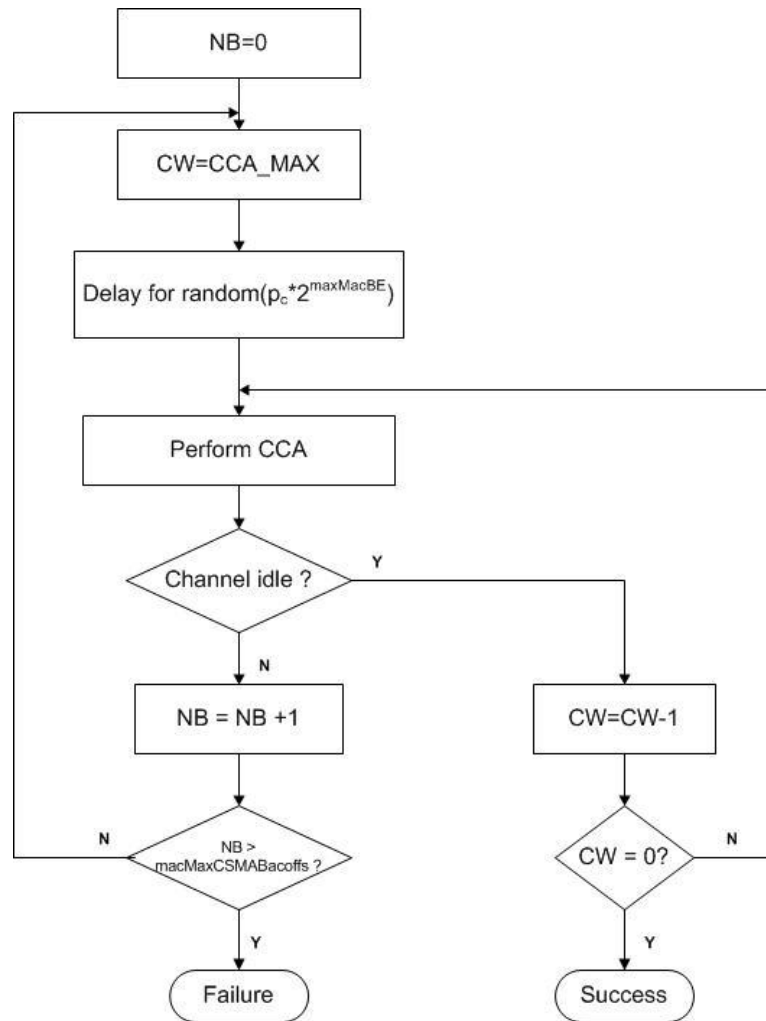 NB=0
CW=CCA_MAX
Delay for random(pc*2maxMacBE)
Perform CCA
Channel idle ?
Y
N
NB = NB +1
CW=CW-1
N
NB >
macMaxCSMABacoffs ?
CW = 0?
N
Y
Y
Failure
Success